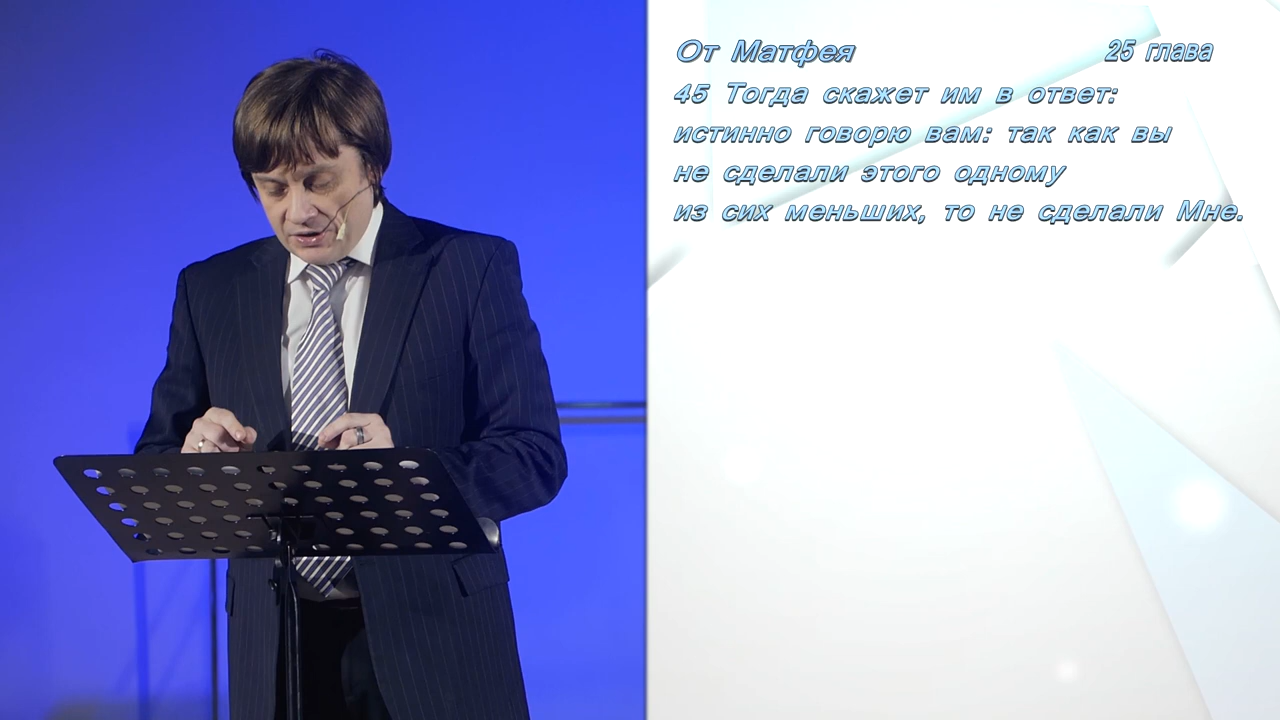 От Матфея 25 глава
45 Тогда скажет им в ответ:
истинно говорю вам: так как вы
не сделали этого одному
из сих меньших, то не сделали Мне.